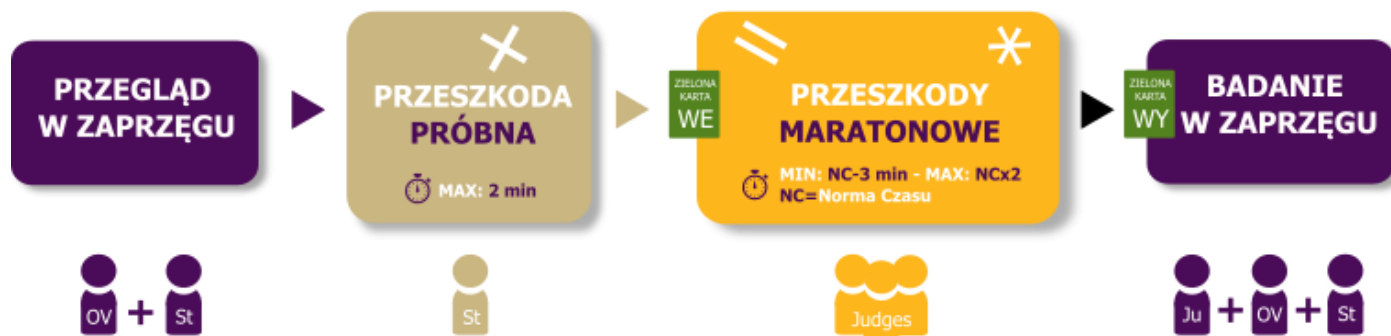 PRZEGLĄD
W ZAPRZĘGU
PRZESZKODA
PRÓBNA
MAX: 2 min
ZIELONA
KARTA
WE
PRZESZKODY
MARATONOWE
MIN: NC-3 min - MAX: NCx2
NC=Norma Czasu
ZIELONA
KARTA
WY
BADANIE
W ZAPRZĘGU
OV + St
St
Judges
Ju + OV + St